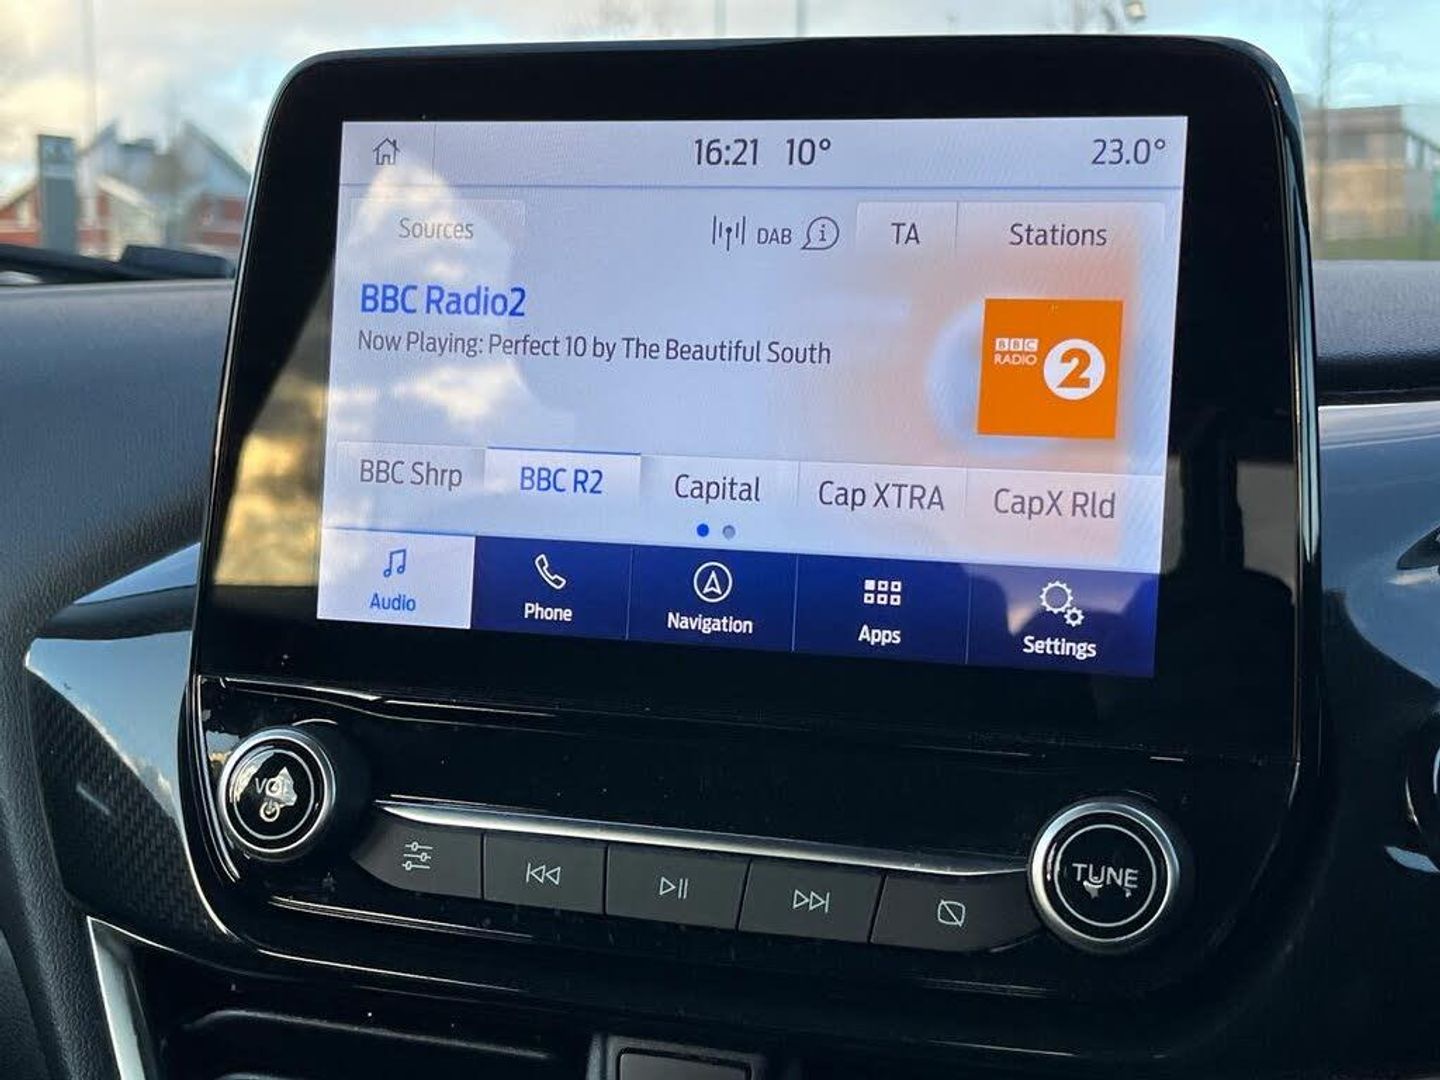 16:21 10° 23.0°
Sources DAB TA Stations
BBC Radio2
Now Playing: Perfect 10 by The Beautiful South
BBC
RADIO 2
BBC Shrp BBC R2 Capital Cap XTRA CapX Rld
Audio Phone Navigation Apps Settings
VOL
TUNE